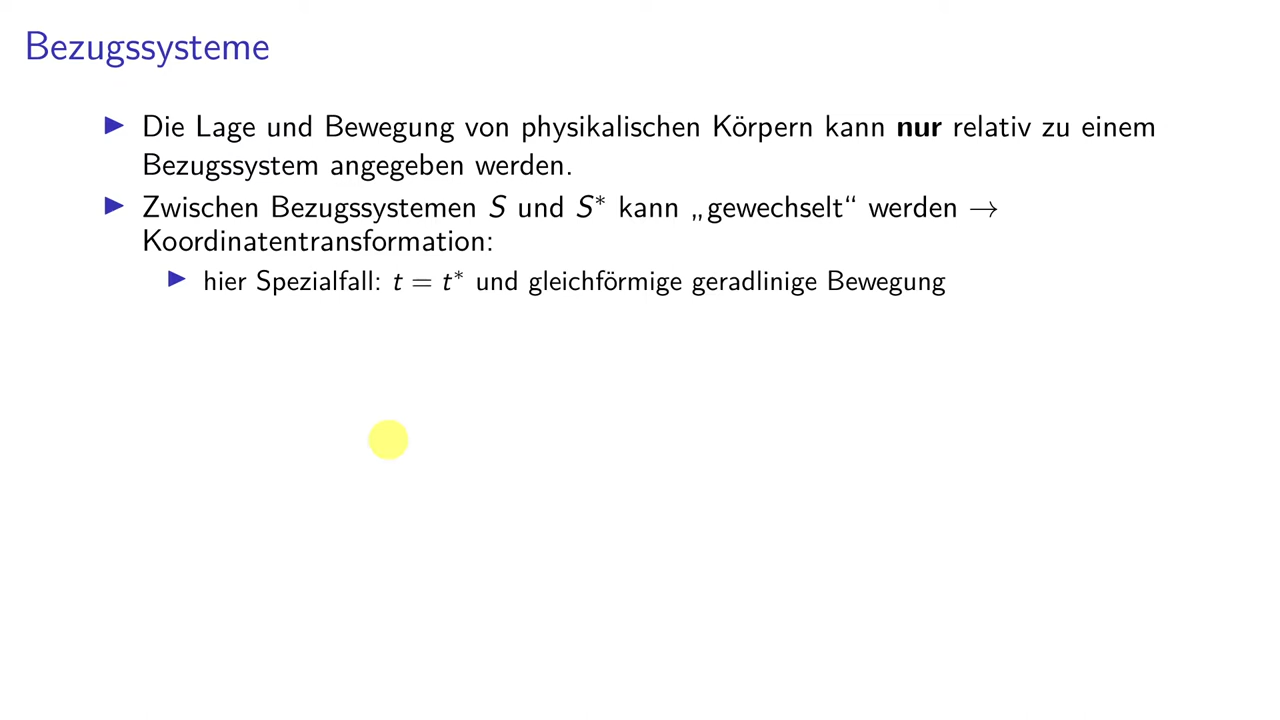 Bezugssysteme
Die Lage und Bewegung von physikalischen Körpern kann nur relativ zu einem
Bezugssystem angegeben werden.
Zwischen Bezugssystemen S und S* kann „gewechselt“ werden →
Koordinatentransformation:
hier Spezialfall: t = t* und gleichförmige geradlinige Bewegung